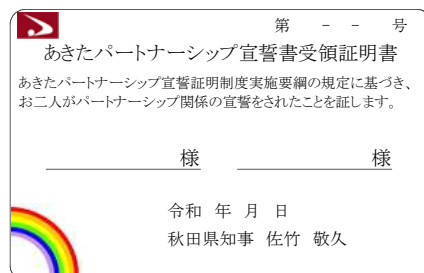 第　－　－　号
あきたパートナーシップ宣誓書受領証明書
あきたパートナーシップ宣誓証明制度実施要綱の規定に基づき、
お二人がパートナーシップ関係の宣誓をされたことを証します。
様　様
令和　年　月　日
秋田県知事　佐竹　敬久